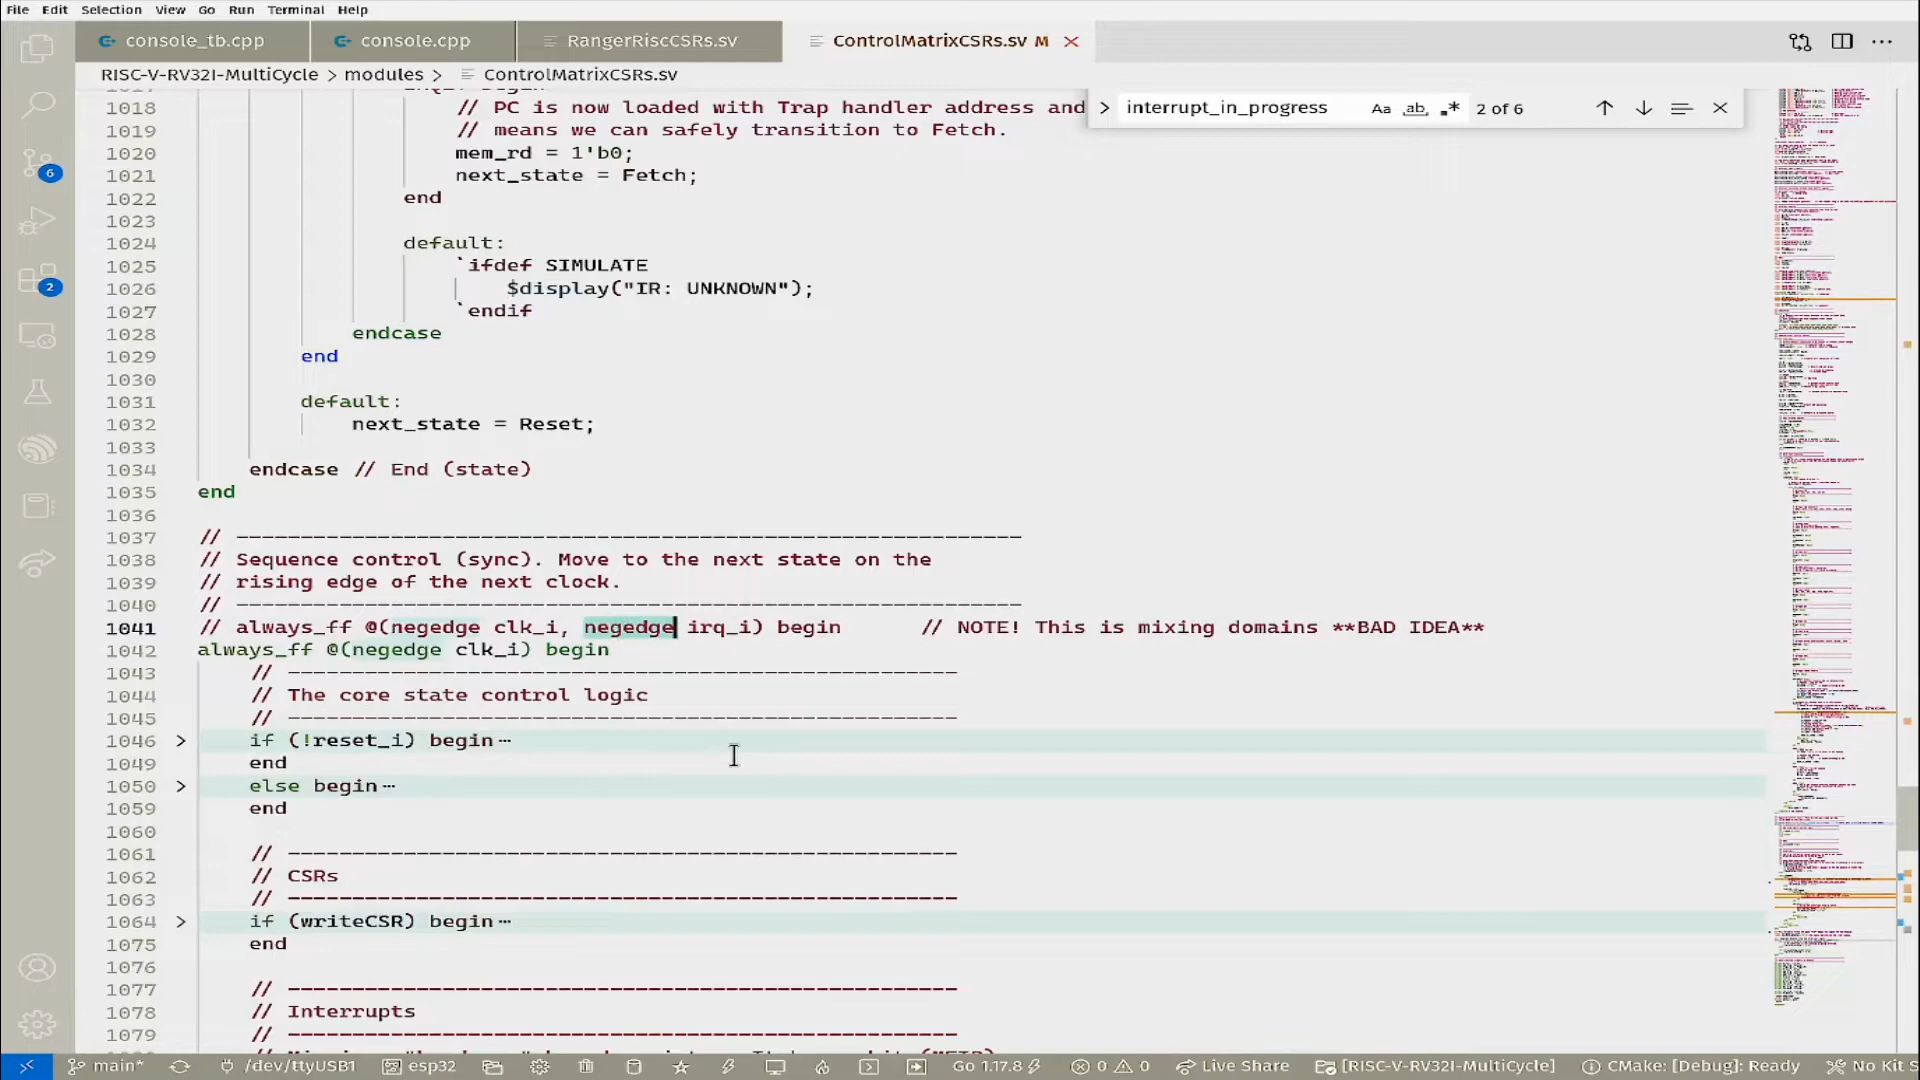 File Edit Selection View Go Run Terminal Help
console_tb.cpp console.cpp RangerRiscCSRs.sv ControlMatrixCSRs.sv M
RISC-V-RV32I-MultiCycle > modules > ControlMatrixCSRs.sv
interrupt_in_progress Aa ab .* 2 of 6
1018 // PC is now loaded with Trap handler address and
1019 // means we can safely transition to Fetch.
1020 mem_rd = 1'b0;
1021 next_state = Fetch;
1022 end
1023
1024 default:
1025 `ifdef SIMULATE
1026 $display("IR: UNKNOWN");
1027 `endif
1028 endcase
1029 end
1030
1031 default:
1032 next_state = Reset;
1033
1034 endcase // End (state)
1035 end
1036
1037 // -------------------------------------------------------------
1038 // Sequence control (sync). Move to the next state on the
1039 // rising edge of the next clock.
1040 // -------------------------------------------------------------
1041 // always_ff @(negedge clk_i, negedge irq_i) begin // NOTE! This is mixing domains **BAD IDEA**
1042 always_ff @(negedge clk_i) begin
1043 // ----------------------------------------------------
1044 // The core state control logic
1045 // ----------------------------------------------------
1046 > if (!reset_i) begin⋯
1049 end
1050 > else begin⋯
1059 end
1060
1061 // ----------------------------------------------------
1062 // CSRs
1063 // ----------------------------------------------------
1064 > if (writeCSR) begin⋯
1075 end
1076
1077 // ----------------------------------------------------
1078 // Interrupts
1079 // ----------------------------------------------------
6
2
main* /dev/ttyUSB1 esp32 Go 1.17.8 0 0 Live Share [RISC-V-RV32I-MultiCycle] CMake: [Debug]: Ready No Kit S